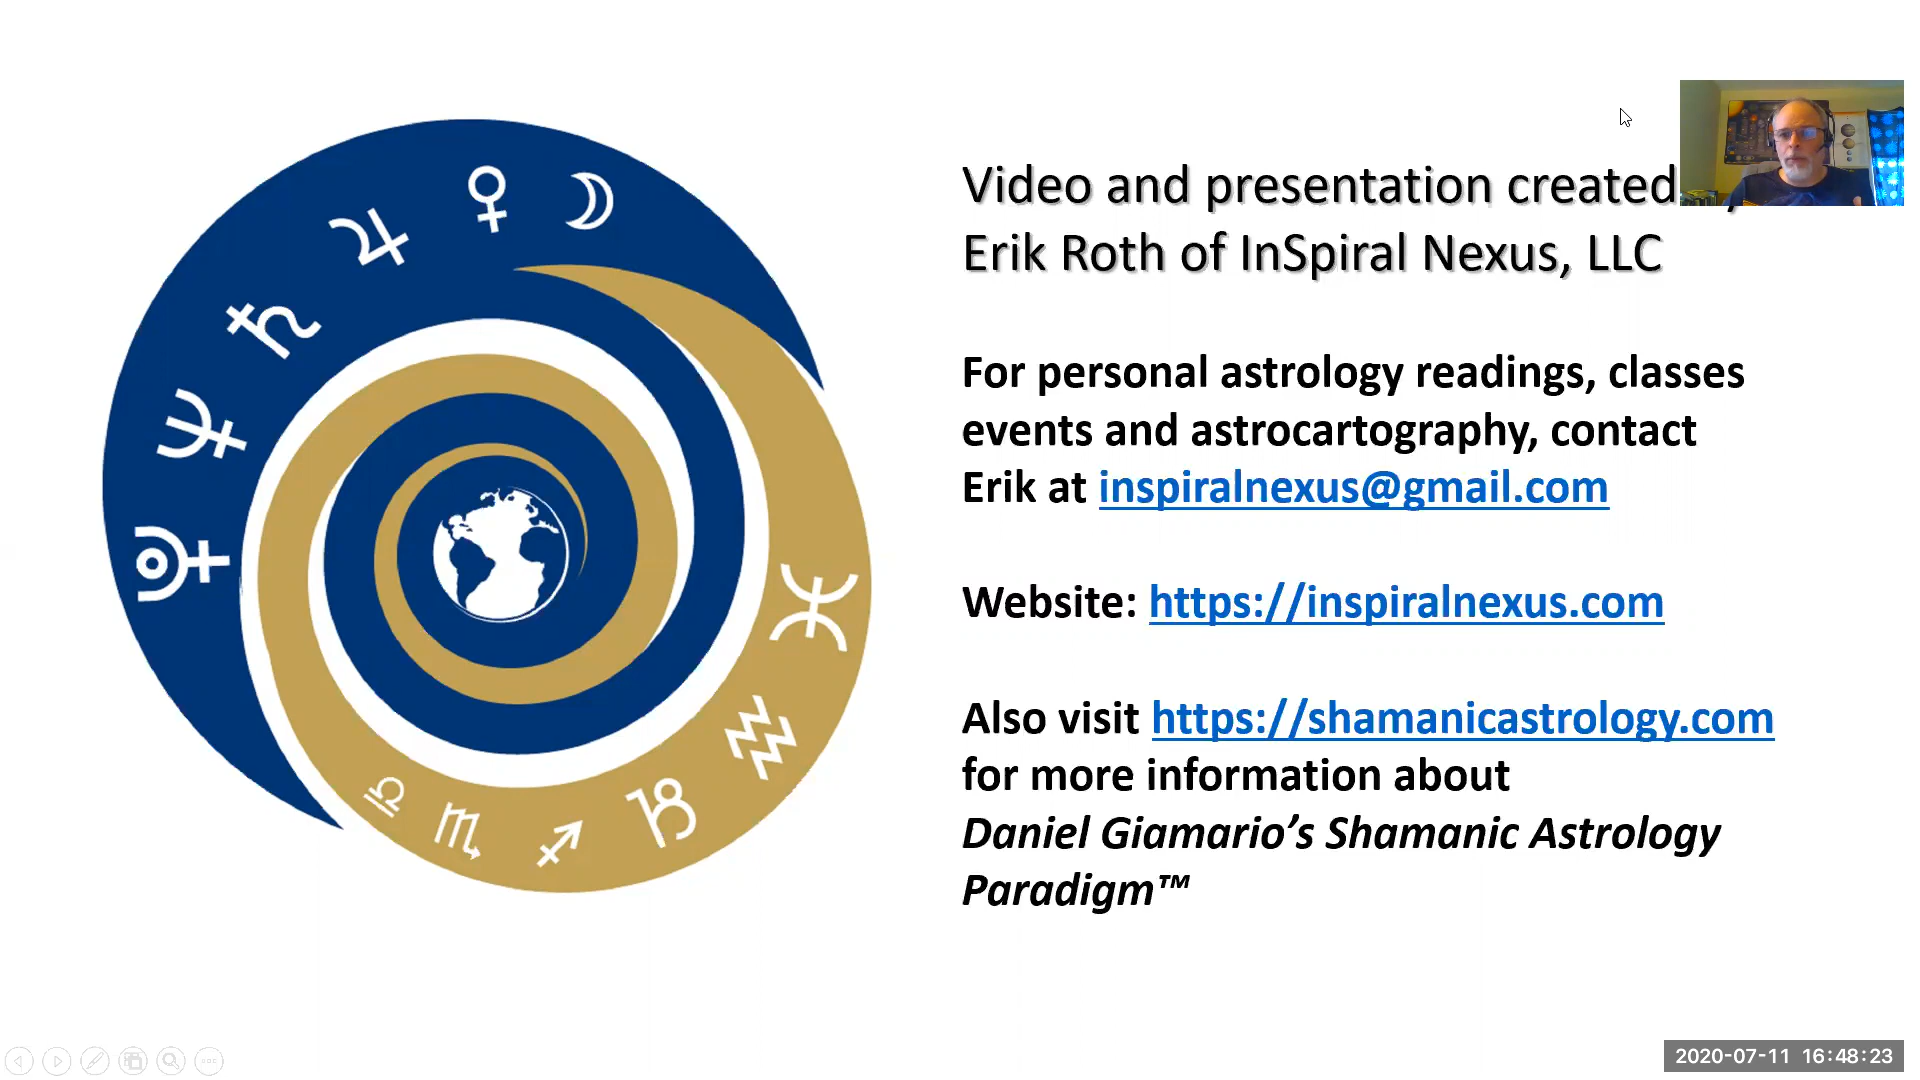 Video and presentation created
Erik Roth of InSpiral Nexus, LLC
For personal astrology readings, classes
events and astrocartography, contact
Erik at inspiralnexus@gmail.com
Website: https://inspiralnexus.com
Also visit https://shamanicastrology.com
for more information about
Daniel Giamario’s Shamanic Astrology
Paradigm™
2020-07-11 16:48:23